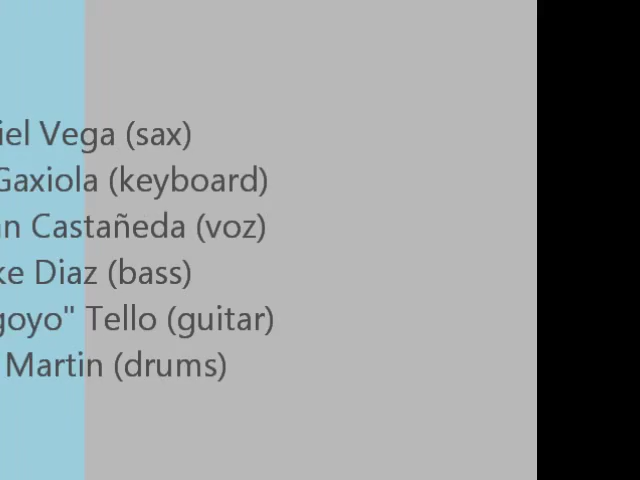 iel Vega (sax)
Gaxiola (keyboard)
an Castañeda (voz)
ke Diaz (bass)
goyo" Tello (guitar)
Martin (drums)